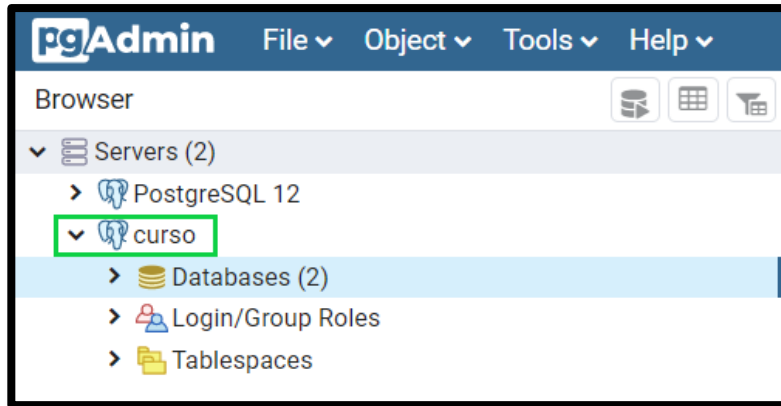 pgAdmin File Object Tools Help
Browser
Servers (2)
PostgreSQL 12
curso
Databases (2)
Login/Group Roles
Tablespaces